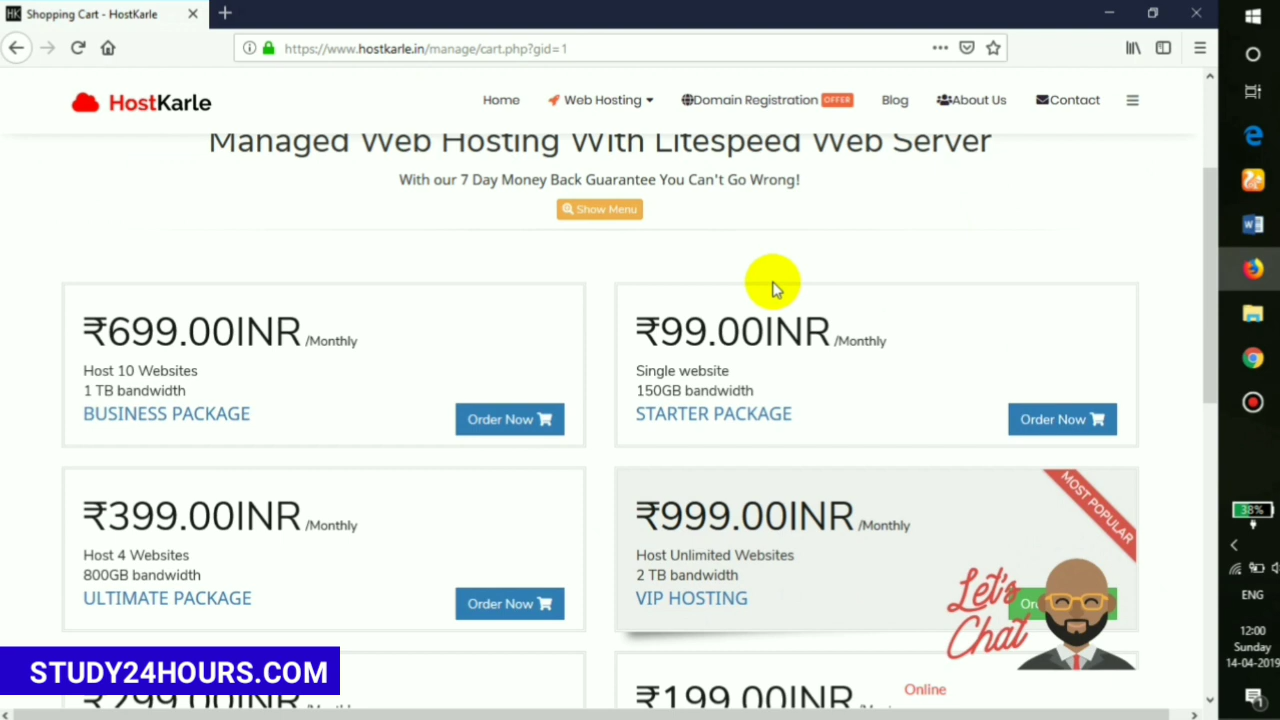 Shopping Cart - HostKarle
https://www.hostkarle.in/manage/cart.php?gid=1
HostKarle
Home
Web Hosting
Domain Registration OFFER
Blog
About Us
Contact
Managed Web Hosting With Litespeed Web Server
With our 7 Day Money Back Guarantee You Can't Go Wrong!
Show Menu
₹699.00INR /Monthly
Host 10 Websites
1 TB bandwidth
BUSINESS PACKAGE
Order Now
₹99.00INR /Monthly
Single website
150GB bandwidth
STARTER PACKAGE
Order Now
₹399.00INR /Monthly
Host 4 Websites
800GB bandwidth
ULTIMATE PACKAGE
Order Now
MOST POPULAR
₹999.00INR /Monthly
Host Unlimited Websites
2 TB bandwidth
VIP HOSTING
Let's
Chat
Online
₹299.00INR
₹199.00INR
STUDY24HOURS.COM
38%
ENG
12:00
Sunday
14-04-2019